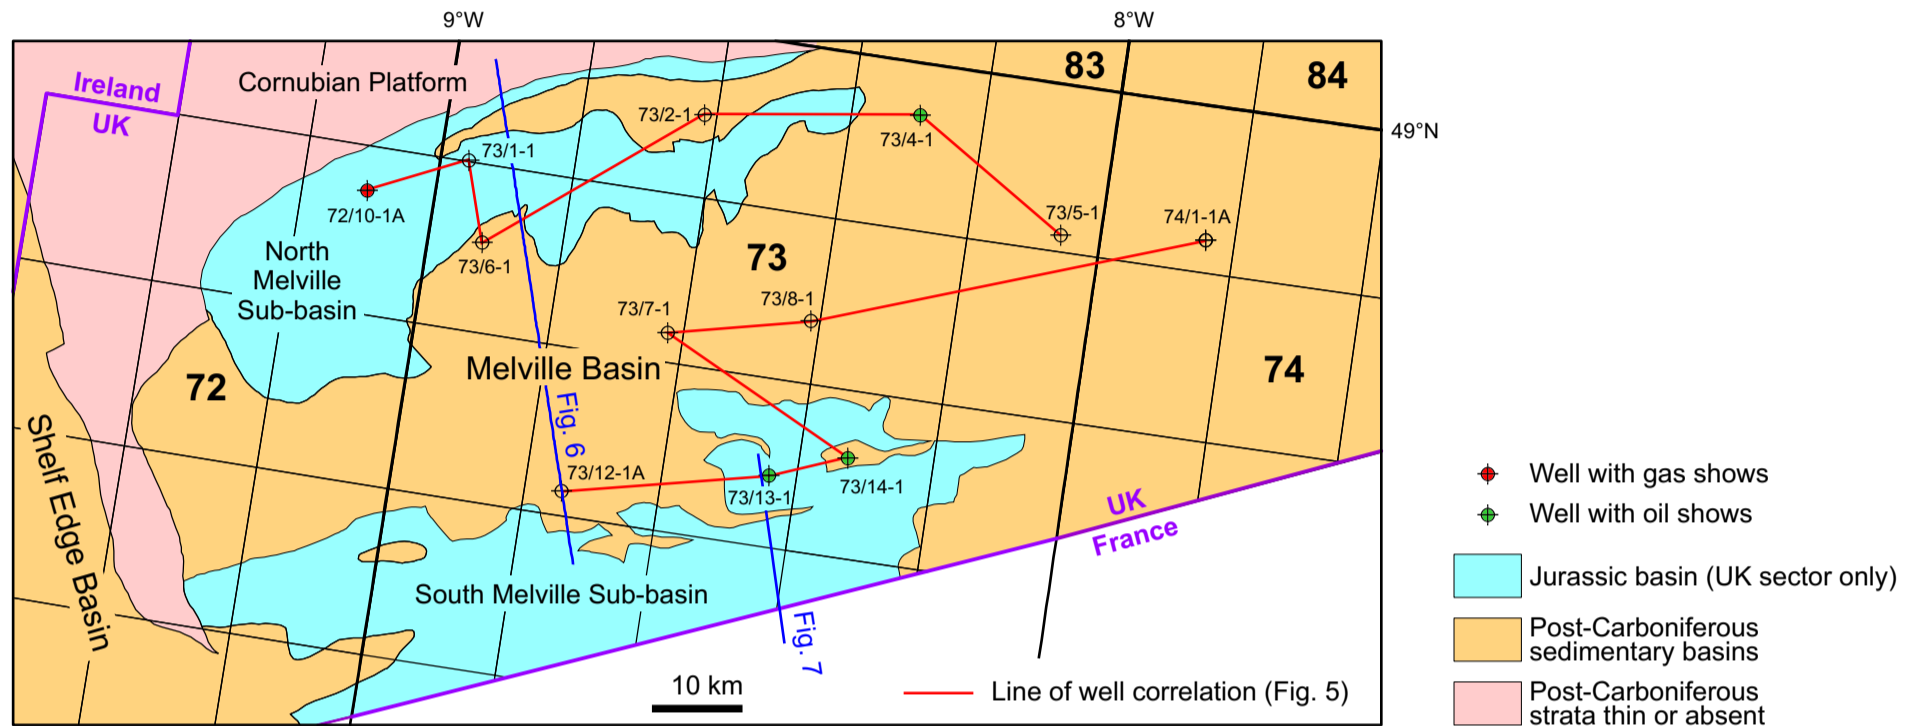 9°W
8°W
83
84
Ireland
UK
Cornubian Platform
73/2-1
73/4-1
49°N
73/1-1
72/10-1A
73/5-1
74/1-1A
North
Melville
Sub-basin
73/6-1
73
73/7-1
73/8-1
Melville Basin
72
74
Fig. 6
Shelf Edge Basin
73/12-1A
73/13-1
73/14-1
UK
France
South Melville Sub-basin
Fig. 7
10 km
Line of well correlation (Fig. 5)
Well with gas shows
Well with oil shows
Jurassic basin (UK sector only)
Post-Carboniferous
sedimentary basins
Post-Carboniferous
strata thin or absent